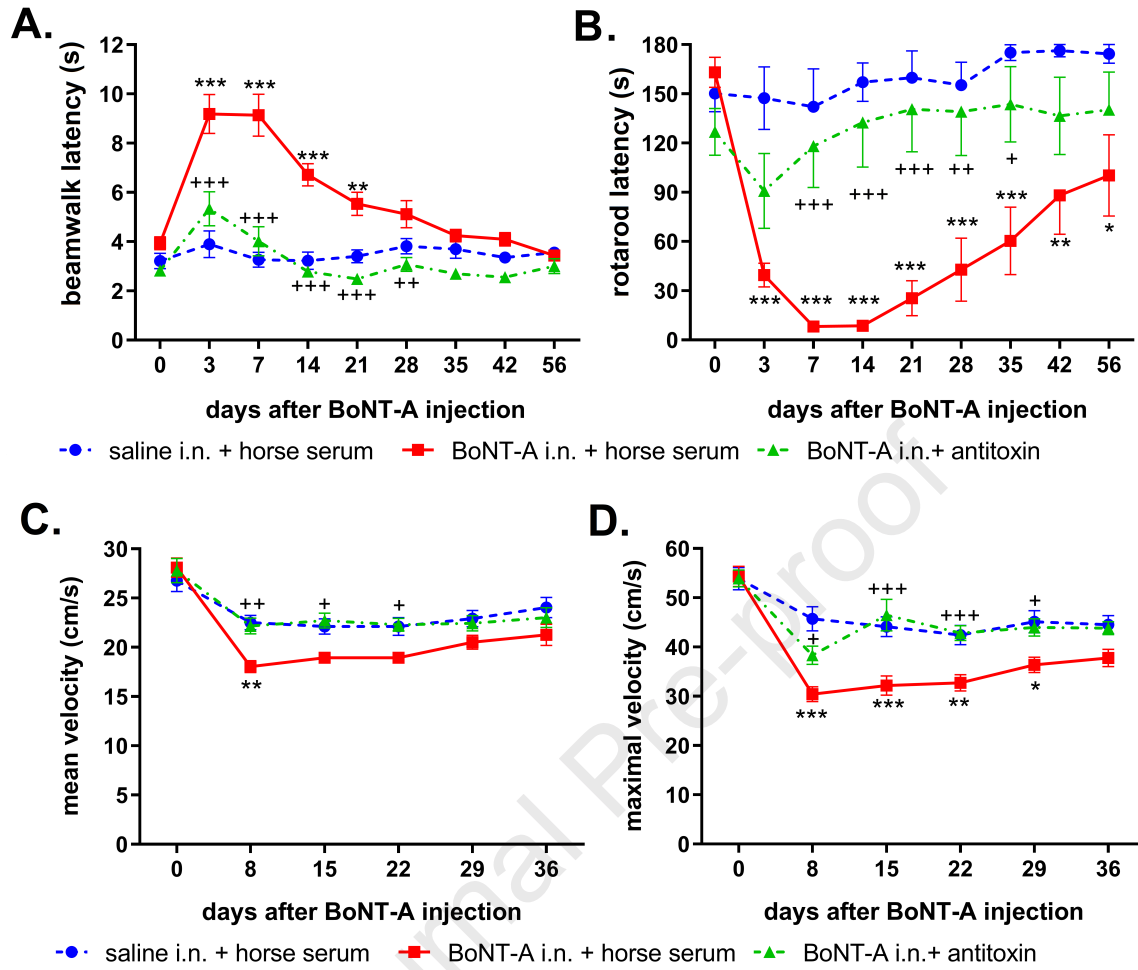 A.
beamwalk latency (s)
12
10
8
6
4
2
0
*** *** *** **
+++ +++ +++ +++ ++
0 3 7 14 21 28 35 42 56
days after BoNT-A injection
B.
rotarod latency (s)
180
150
120
90
60
30
0
+++ +++ +++ ++ +
*** *** *** *** *** *** ** *
0 3 7 14 21 28 35 42 56
days after BoNT-A injection
saline i.n. + horse serum BoNT-A i.n. + horse serum BoNT-A i.n.+ antitoxin
C.
mean velocity (cm/s)
30
25
20
15
10
5
0
++ + +
**
0 8 15 22 29 36
days after BoNT-A injection
D.
maximal velocity (cm/s)
60
50
40
30
20
10
0
+ +++ +++ +
*** *** ** *
0 8 15 22 29 36
days after BoNT-A injection
saline i.n. + horse serum BoNT-A i.n. + horse serum BoNT-A i.n.+ antitoxin
rnal Pre-proof